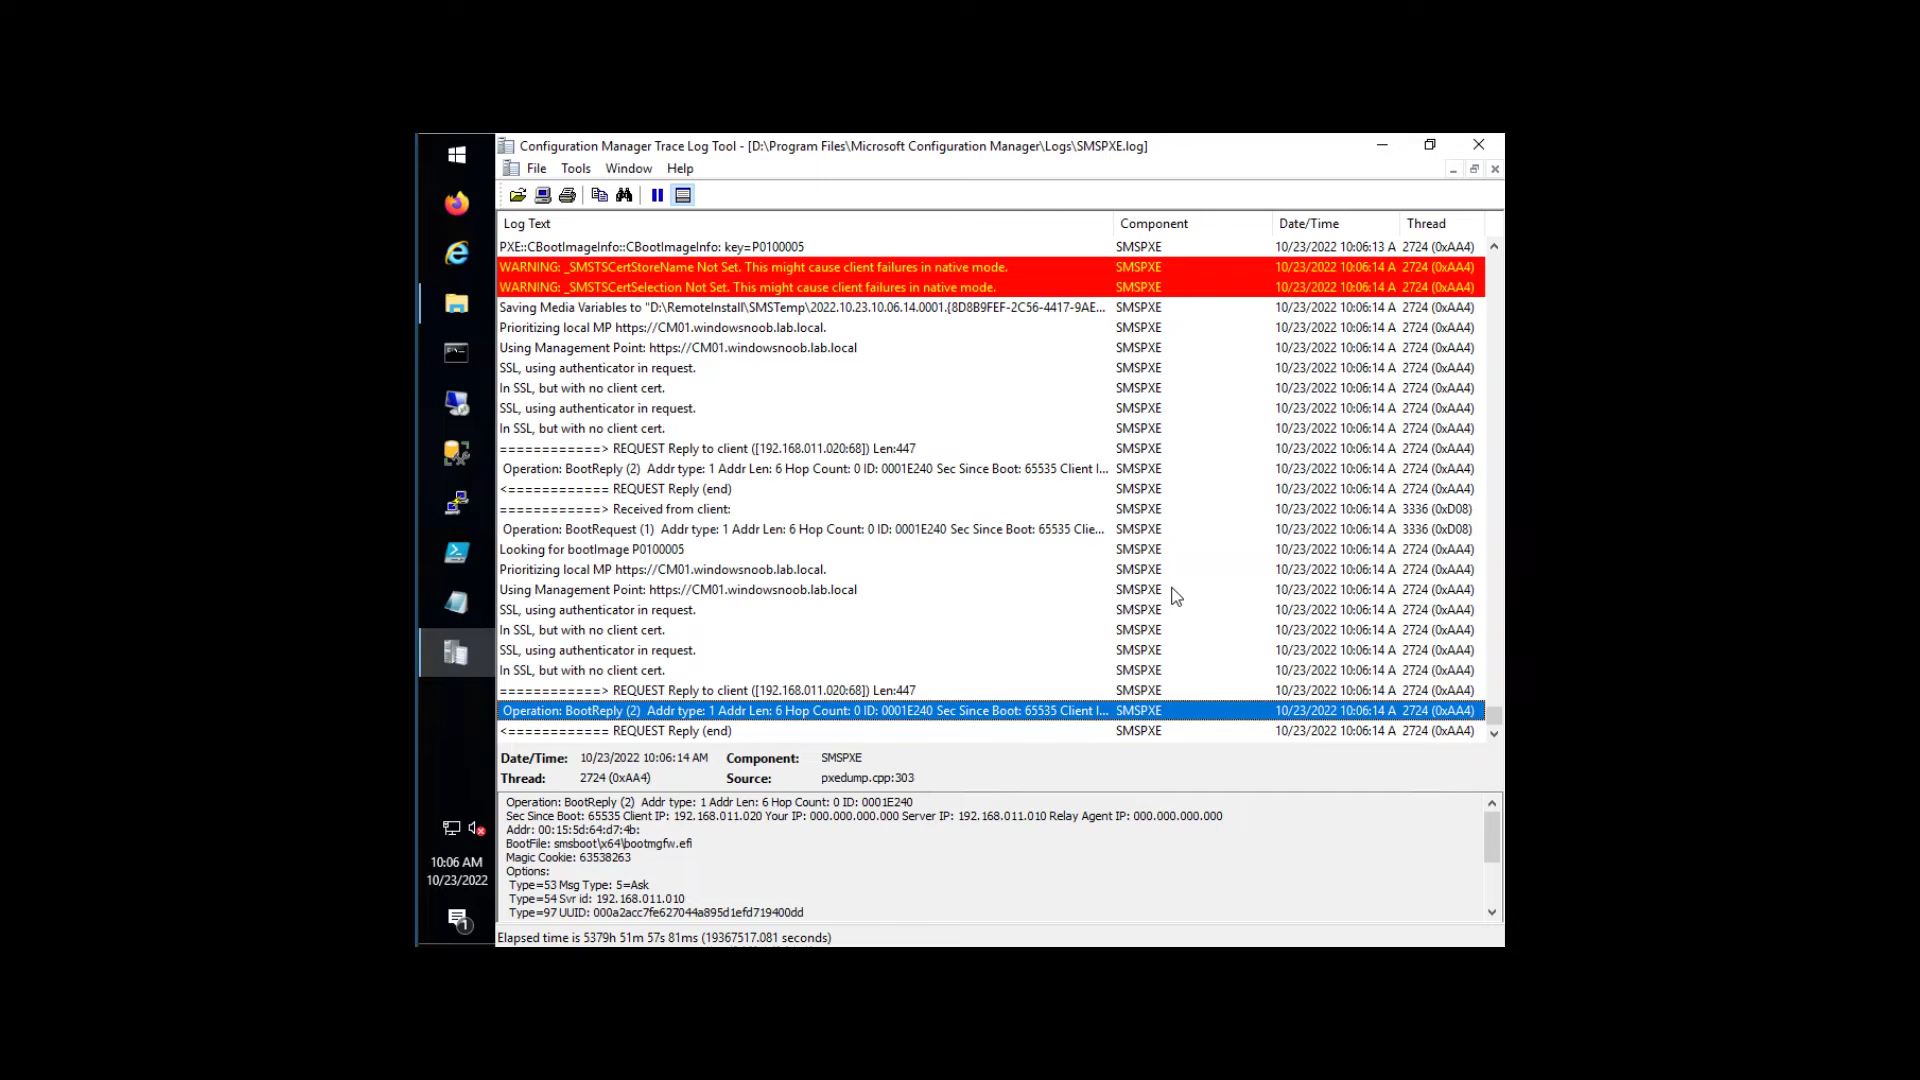 Configuration Manager Trace Log Tool - [D:\Program Files\Microsoft Configuration Manager\Logs\SMSPXE.log]
File Tools Window Help
Log Text Component Date/Time Thread
PXE::CBootImageInfo::CBootImageInfo: key=P0100005 SMSPXE 10/23/2022 10:06:13 A 2724 (0xAA4)
WARNING: _SMSTSCertStoreName Not Set. This might cause client failures in native mode. SMSPXE 10/23/2022 10:06:14 A 2724 (0xAA4)
WARNING: _SMSTSCertSelection Not Set. This might cause client failures in native mode. SMSPXE 10/23/2022 10:06:14 A 2724 (0xAA4)
Saving Media Variables to "D:\RemoteInstall\SMSTemp\2022.10.23.10.06.14.0001.{8D8B9FEF-2C56-4417-9AE... SMSPXE 10/23/2022 10:06:14 A 2724 (0xAA4)
Prioritizing local MP https://CM01.windowsnoob.lab.local. SMSPXE 10/23/2022 10:06:14 A 2724 (0xAA4)
Using Management Point: https://CM01.windowsnoob.lab.local SMSPXE 10/23/2022 10:06:14 A 2724 (0xAA4)
SSL, using authenticator in request. SMSPXE 10/23/2022 10:06:14 A 2724 (0xAA4)
In SSL, but with no client cert. SMSPXE 10/23/2022 10:06:14 A 2724 (0xAA4)
SSL, using authenticator in request. SMSPXE 10/23/2022 10:06:14 A 2724 (0xAA4)
In SSL, but with no client cert. SMSPXE 10/23/2022 10:06:14 A 2724 (0xAA4)
============> REQUEST Reply to client ([192.168.011.020:68]) Len:447 SMSPXE 10/23/2022 10:06:14 A 2724 (0xAA4)
Operation: BootReply (2) Addr type: 1 Addr Len: 6 Hop Count: 0 ID: 0001E240 Sec Since Boot: 65535 Client I... SMSPXE 10/23/2022 10:06:14 A 2724 (0xAA4)
<============ REQUEST Reply (end) SMSPXE 10/23/2022 10:06:14 A 2724 (0xAA4)
============> Received from client: SMSPXE 10/23/2022 10:06:14 A 3336 (0xD08)
Operation: BootRequest (1) Addr type: 1 Addr Len: 6 Hop Count: 0 ID: 0001E240 Sec Since Boot: 65535 Clie... SMSPXE 10/23/2022 10:06:14 A 3336 (0xD08)
Looking for bootImage P0100005 SMSPXE 10/23/2022 10:06:14 A 2724 (0xAA4)
Prioritizing local MP https://CM01.windowsnoob.lab.local. SMSPXE 10/23/2022 10:06:14 A 2724 (0xAA4)
Using Management Point: https://CM01.windowsnoob.lab.local SMSPXE 10/23/2022 10:06:14 A 2724 (0xAA4)
SSL, using authenticator in request. SMSPXE 10/23/2022 10:06:14 A 2724 (0xAA4)
In SSL, but with no client cert. SMSPXE 10/23/2022 10:06:14 A 2724 (0xAA4)
SSL, using authenticator in request. SMSPXE 10/23/2022 10:06:14 A 2724 (0xAA4)
In SSL, but with no client cert. SMSPXE 10/23/2022 10:06:14 A 2724 (0xAA4)
============> REQUEST Reply to client ([192.168.011.020:68]) Len:447 SMSPXE 10/23/2022 10:06:14 A 2724 (0xAA4)
Operation: BootReply (2) Addr type: 1 Addr Len: 6 Hop Count: 0 ID: 0001E240 Sec Since Boot: 65535 Client I... SMSPXE 10/23/2022 10:06:14 A 2724 (0xAA4)
<============ REQUEST Reply (end) SMSPXE 10/23/2022 10:06:14 A 2724 (0xAA4)
Date/Time: 10/23/2022 10:06:14 AM Component: SMSPXE
Thread: 2724 (0xAA4) Source: pxedump.cpp:303
Operation: BootReply (2) Addr type: 1 Addr Len: 6 Hop Count: 0 ID: 0001E240
Sec Since Boot: 65535 Client IP: 192.168.011.020 Your IP: 000.000.000.000 Server IP: 192.168.011.010 Relay Agent IP: 000.000.000.000
Addr: 00:15:5d:64:d7:4b:
BootFile: smsboot\x64\bootmgfw.efi
Magic Cookie: 63538263
Options:
Type=53 Msg Type: 5=Ask
Type=54 Svr id: 192.168.011.010
Type=97 UUID: 000a2acc7fe627044a895d1efd719400dd
Elapsed time is 5379h 51m 57s 81ms (19367517.081 seconds)
10:06 AM
10/23/2022
1